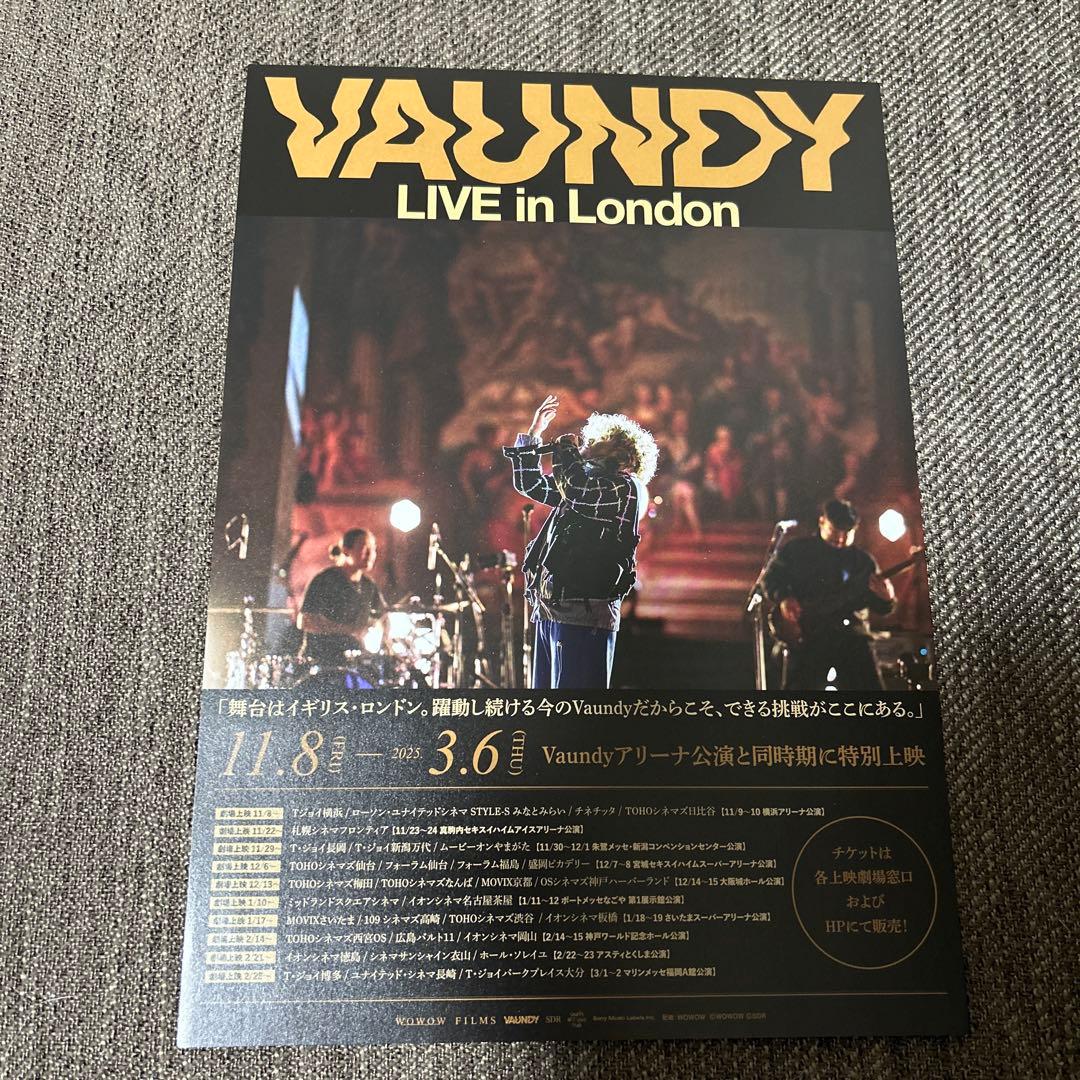 VAUNDY
LIVE in London
「舞台はイギリス・ロンドン。躍動し続ける今のVaundyだからこそ、できる挑戦がここにある。」
11.8(FRI) — 2025 3.6(THU) Vaundyアリーナ公演と同時期に特別上映
劇場上映 11/8~ Tジョイ横浜 / ローソン・ユナイテッドシネマ STYLE-S みなとみらい / チネチッタ / TOHOシネマズ日比谷【11/9~10 横浜アリーナ公演】
劇場上映 11/22~ 札幌シネマフロンティア【11/23~24 真駒内セキスイハイムアイスアリーナ公演】
劇場上映 11/29~ T・ジョイ長岡 / T・ジョイ新潟万代 / ムービーオンやまがた【11/30~12/1 朱鷺メッセ・新潟コンベンションセンター公演】
劇場上映 12/6~ TOHOシネマズ仙台 / フォーラム仙台 / フォーラム福島 / 盛岡ピカデリー【12/7~8 宮城セキスイハイムスーパーアリーナ公演】
劇場上映 12/13~ TOHOシネマズ梅田 / TOHOシネマズなんば / MOVIX京都 / OSシネマズ神戸ハーバーランド【12/14~15 大阪城ホール公演】
劇場上映 1/10~ ミッドランドスクエアシネマ / イオンシネマ名古屋茶屋【1/11~12 ポートメッセなごや 第1展示館公演】
劇場上映 1/17~ MOVIXさいたま / 109シネマズ高崎 / TOHOシネマズ渋谷 / イオンシネマ板橋【1/18~19 さいたまスーパーアリーナ公演】
劇場上映 2/14~ TOHOシネマズ西宮OS / 広島バルト11 / イオンシネマ岡山【2/14~15 神戸ワールド記念ホール公演】
劇場上映 2/21~ イオンシネマ徳島 / シネマサンシャイン衣山 / ホール・ソレイユ【2/22~23 アスティとくしま公演】
劇場上映 2/28~ T・ジョイ博多 / ユナイテッド・シネマ長崎 / T・ジョイパークプレイス大分【3/1~2 マリンメッセ福岡A館公演】
チケットは
各上映劇場窓口
および
HPにて販売!
WOWOW FILMS VAUNDY SDR Sony Music Labels Inc. 配給:WOWOW ©WOWOW ©SDR